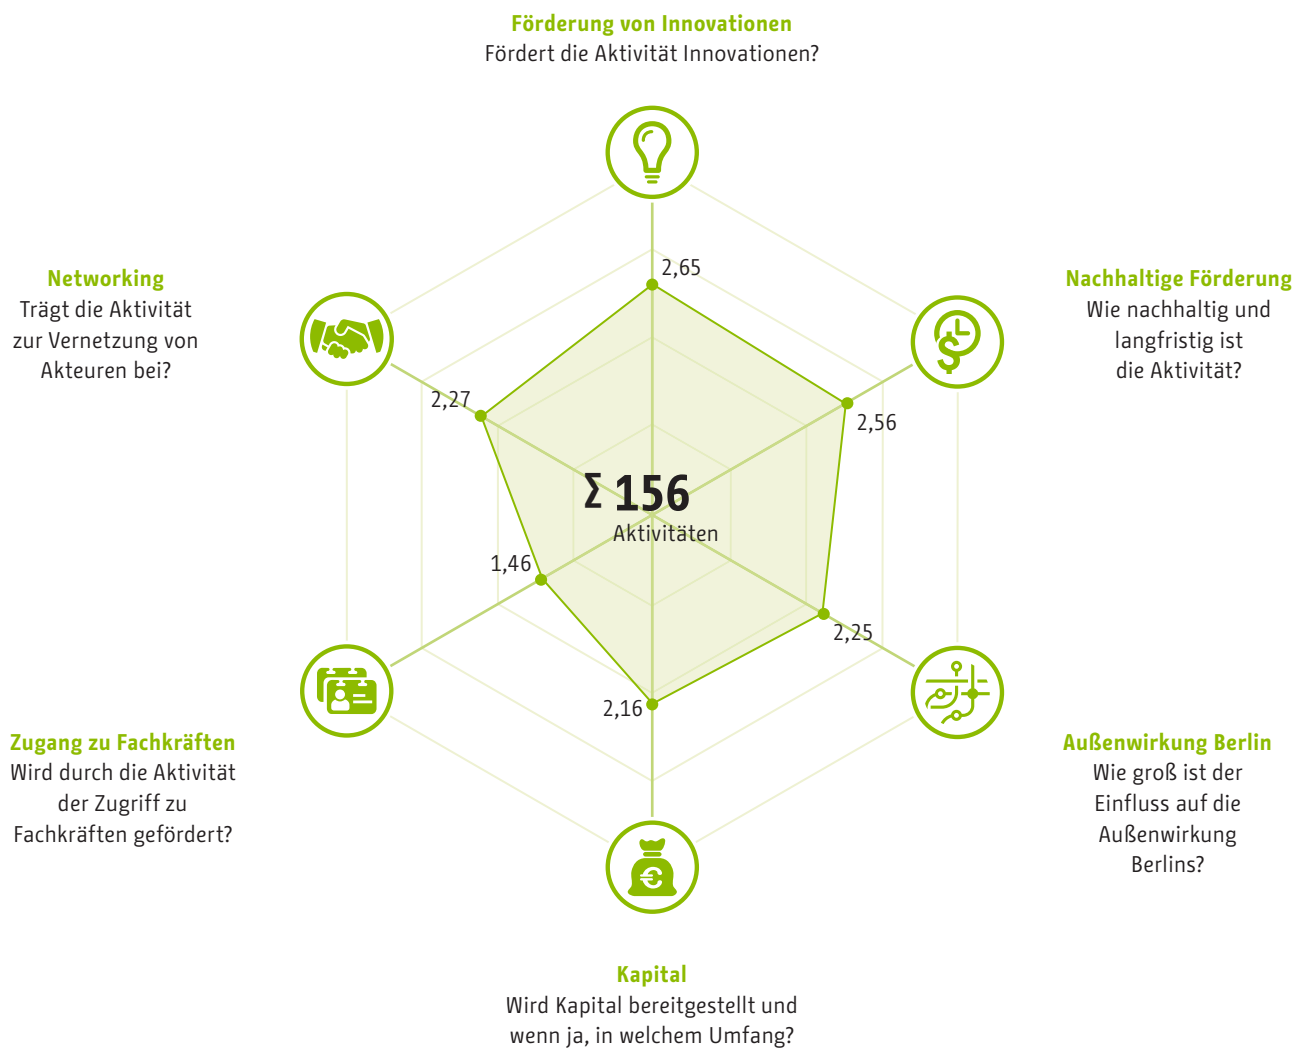 Förderung von Innovationen
Fördert die Aktivität Innovationen?
2,65
Networking
Trägt die Aktivität
zur Vernetzung von
Akteuren bei?
2,27
Nachhaltige Förderung
Wie nachhaltig und
langfristig ist
die Aktivität?
2,56
Σ 156
Aktivitäten
1,46
2,25
2,16
Zugang zu Fachkräften
Wird durch die Aktivität
der Zugriff zu
Fachkräften gefördert?
Außenwirkung Berlin
Wie groß ist der
Einfluss auf die
Außenwirkung
Berlins?
Kapital
Wird Kapital bereitgestellt und
wenn ja, in welchem Umfang?